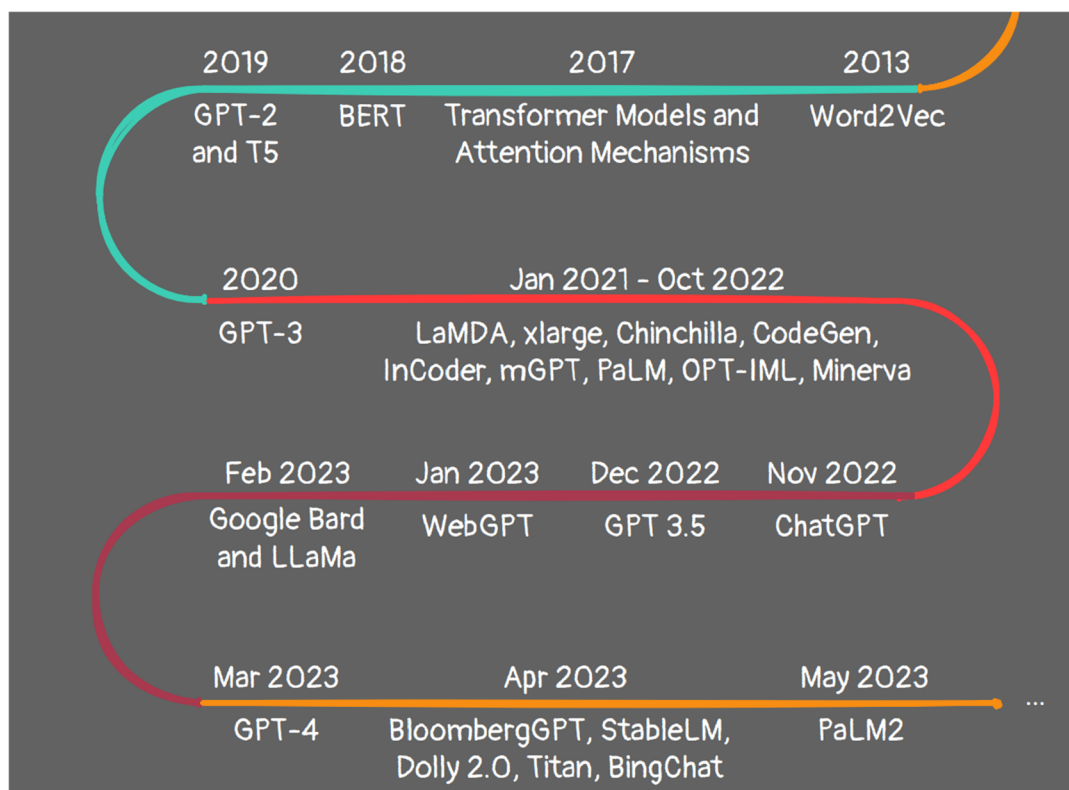 2019 2018 2017 2013
GPT-2 BERT Transformer Models and Word2Vec
and T5 Attention Mechanisms
2020 Jan 2021 - Oct 2022
GPT-3 LaMDA, xlarge, Chinchilla, CodeGen,
InCoder, mGPT, PaLM, OPT-IML, Minerva
Feb 2023 Jan 2023 Dec 2022 Nov 2022
Google Bard WebGPT GPT 3.5 ChatGPT
and LLaMa
Mar 2023 Apr 2023 May 2023
...
GPT-4 BloombergGPT, StableLM, PaLM2
Dolly 2.0, Titan, BingChat